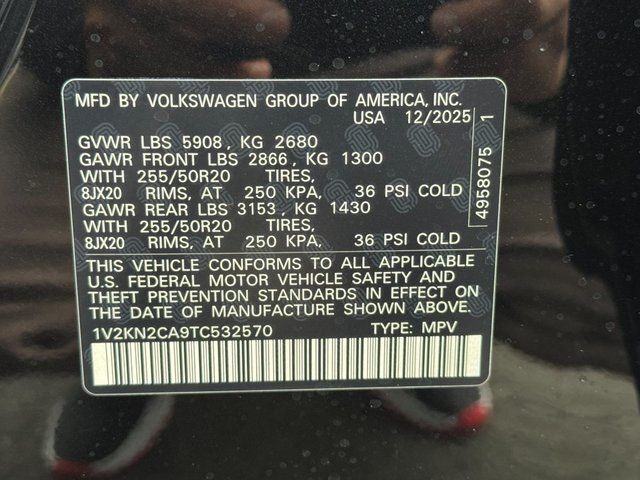 MFD BY VOLKSWAGEN GROUP OF AMERICA, INC.
USA 12/2025
GVWR LBS 5908, KG 2680
GAWR FRONT LBS 2866, KG 1300
WITH 255/50R20 TIRES,
8JX20 RIMS, AT 250 KPA, 36 PSI COLD
GAWR REAR LBS 3153, KG 1430
WITH 255/50R20 TIRES,
8JX20 RIMS, AT 250 KPA, 36 PSI COLD
4958075 1
THIS VEHICLE CONFORMS TO ALL APPLICABLE
U.S. FEDERAL MOTOR VEHICLE SAFETY AND
THEFT PREVENTION STANDARDS IN EFFECT ON
THE DATE OF MANUFACTURE SHOWN ABOVE.
1V2KN2CA9TC532570 TYPE: MPV